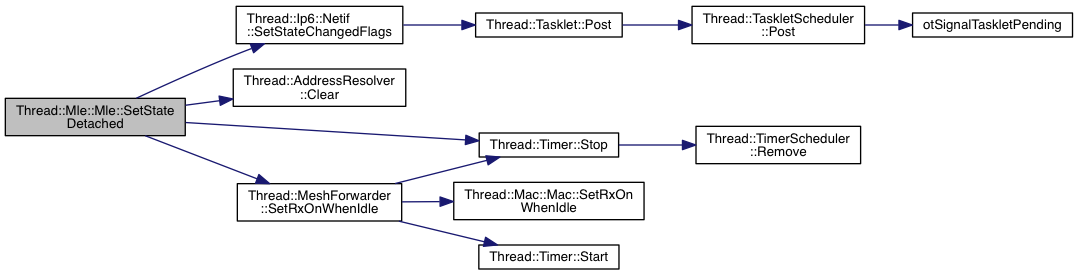 Thread::Mle::Mle::SetState
Detached
Thread::Ip6::Netif
::SetStateChangedFlags
Thread::Tasklet::Post
Thread::TaskletScheduler
::Post
otSignalTaskletPending
Thread::AddressResolver
::Clear
Thread::Timer::Stop
Thread::TimerScheduler
::Remove
Thread::MeshForwarder
::SetRxOnWhenIdle
Thread::Mac::Mac::SetRxOn
WhenIdle
Thread::Timer::Start